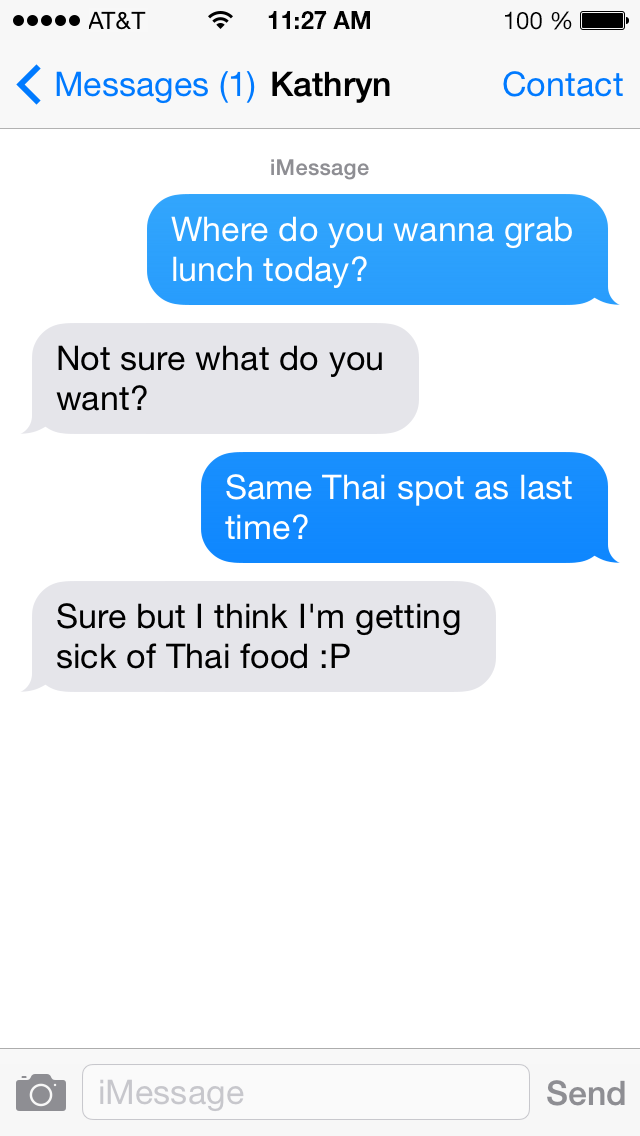 AT&T 11:27 AM 100 %
Messages (1) Kathryn Contact
iMessage
Where do you wanna grab
lunch today?
Not sure what do you
want?
Same Thai spot as last
time?
Sure but I think I'm getting
sick of Thai food :P
iMessage Send